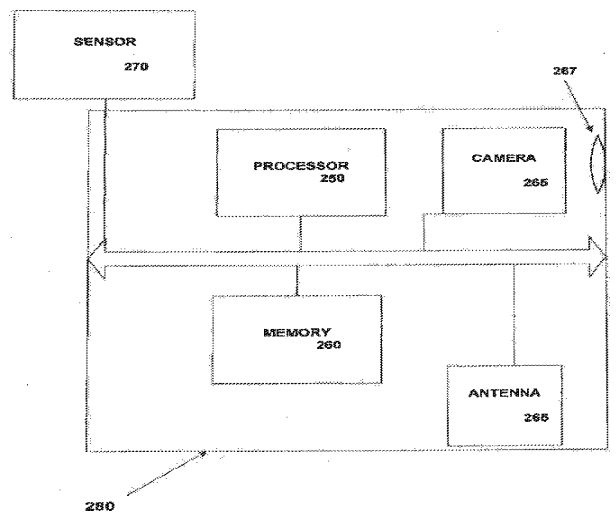 SENSOR
270
267
PROCESSOR
250
CAMERA
265
MEMORY
260
ANTENNA
265
280